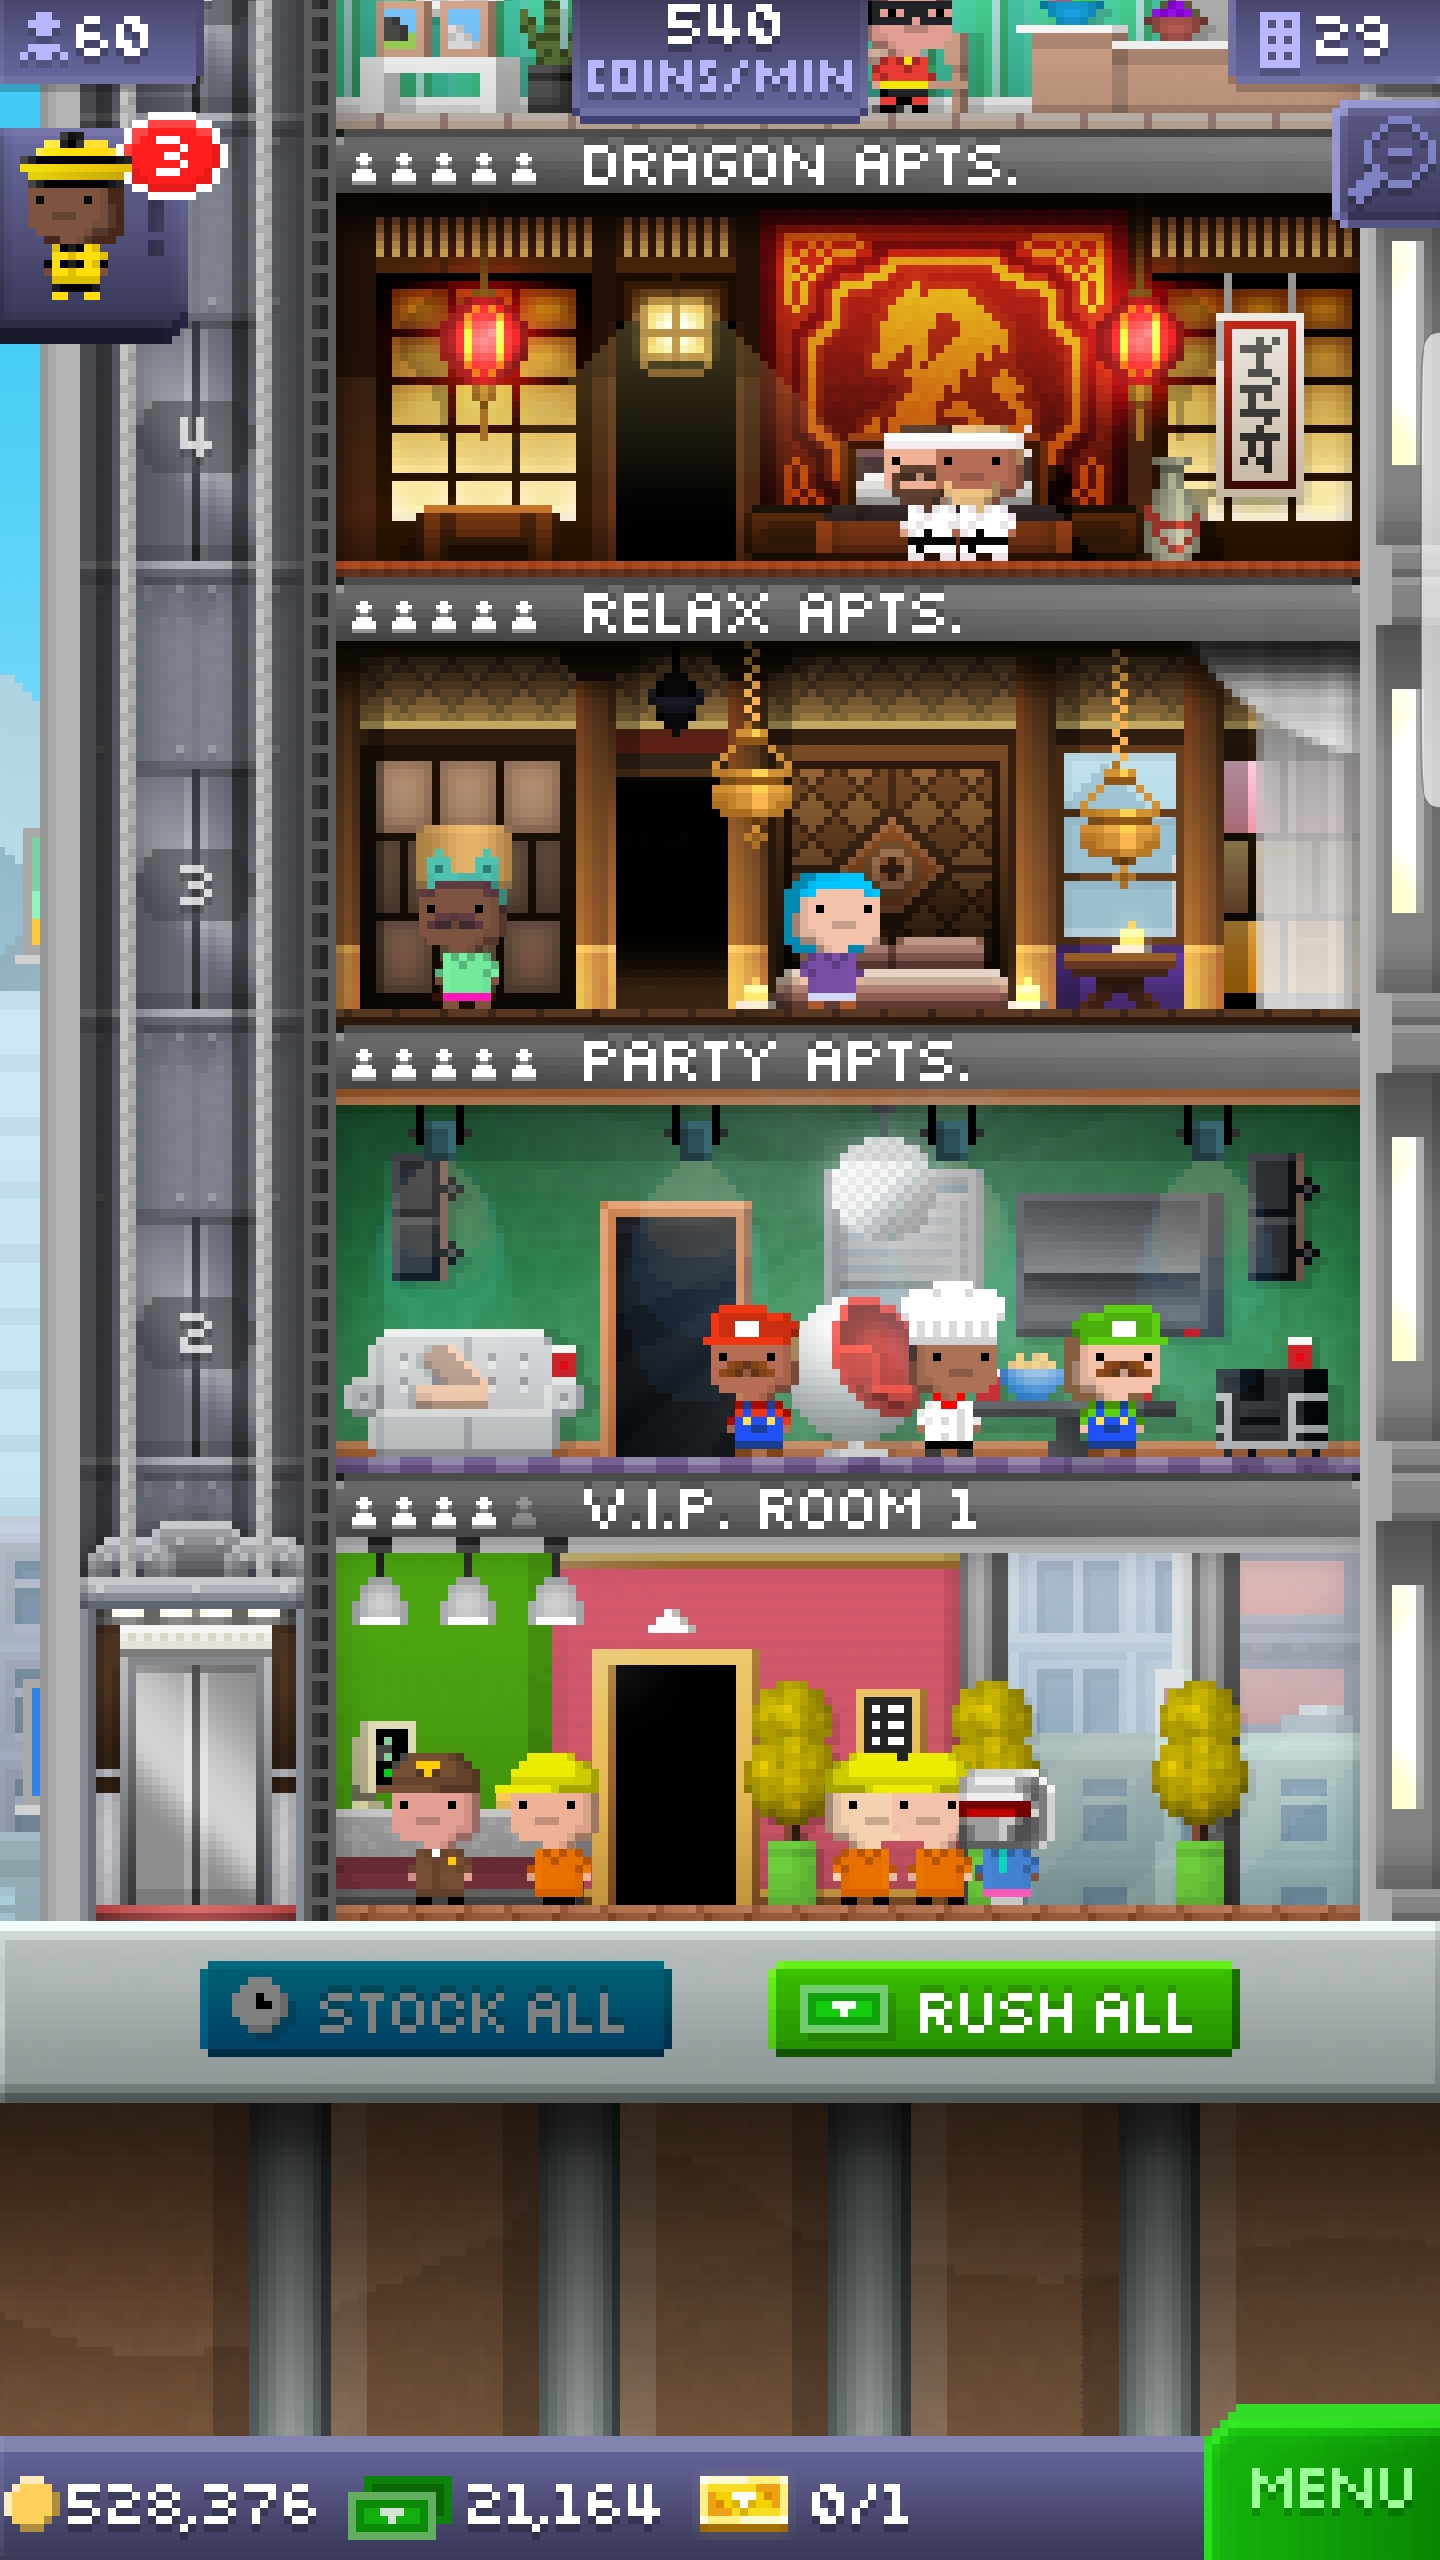 60
540
COINS/MIN
29
3
DRAGON APTS.
4
RELAX APTS.
3
PARTY APTS.
2
V.I.P. ROOM 1
STOCK ALL
RUSH ALL
528,376
21,164
0/1
MENU